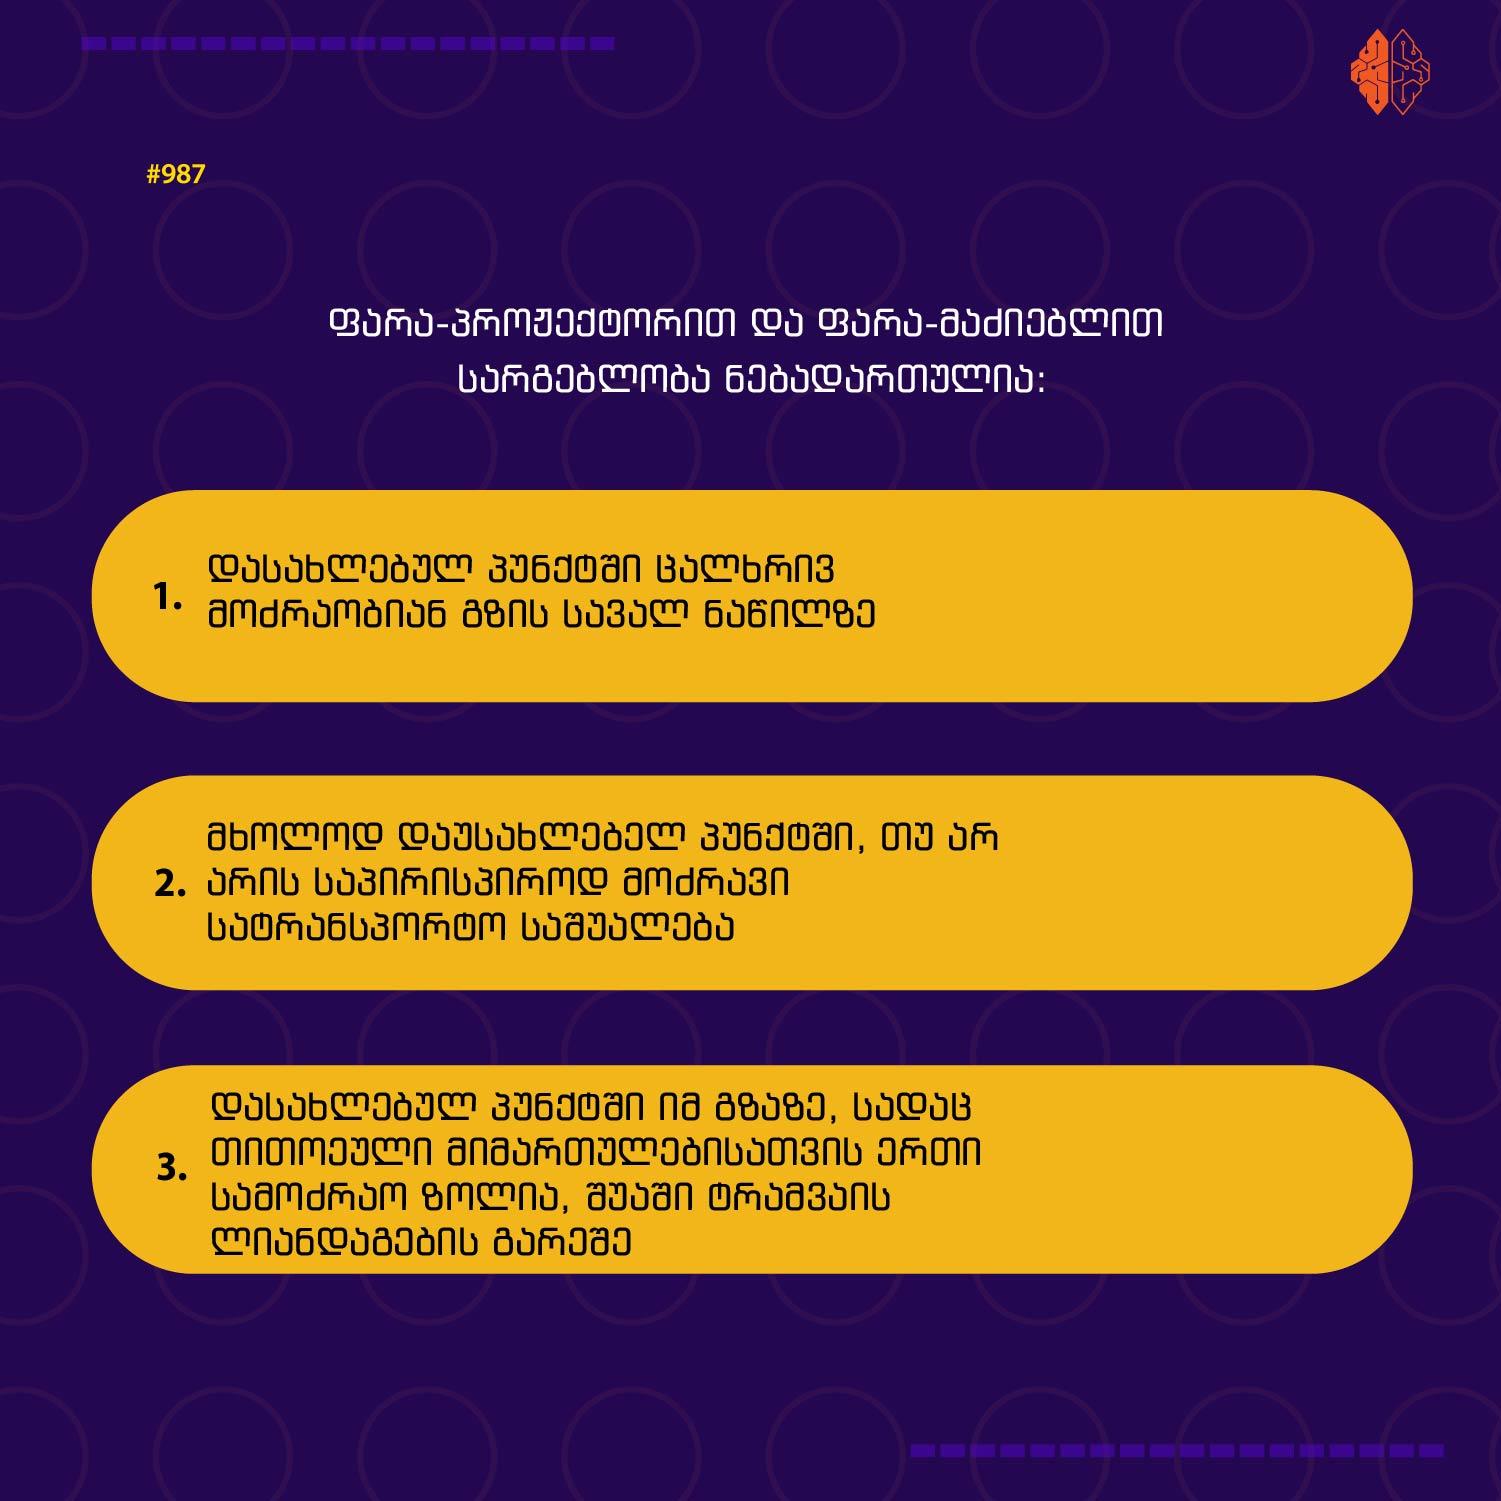 #987
ფარა-პროჟექტორით და ფარა-მაძიებლით
სარგებლობა ნებადართულია:
1. დასახლებულ პუნქტში ცალხრივ
მოძრაობიან გზის სავალ ნაწილზე
2. მხოლოდ დაუსახლებელ პუნქტში, თუ არ
არის საპირისპიროდ მოძრავი
სატრანსპორტო საშუალება
3. დასახლებულ პუნქტში იმ გზაზე, სადაც
თითოეული მიმართულებისათვის ერთი
სამოძრაო ზოლია, შუაში ტრამვაის
ლიანდაგების გარეშე